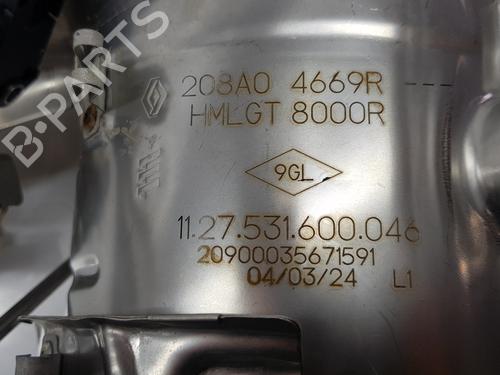 208A0 4669R ----
HMLGT 8000R
9GL
11.27.531.600.046
20900035671591
04/03/24 L1
B-PARTS